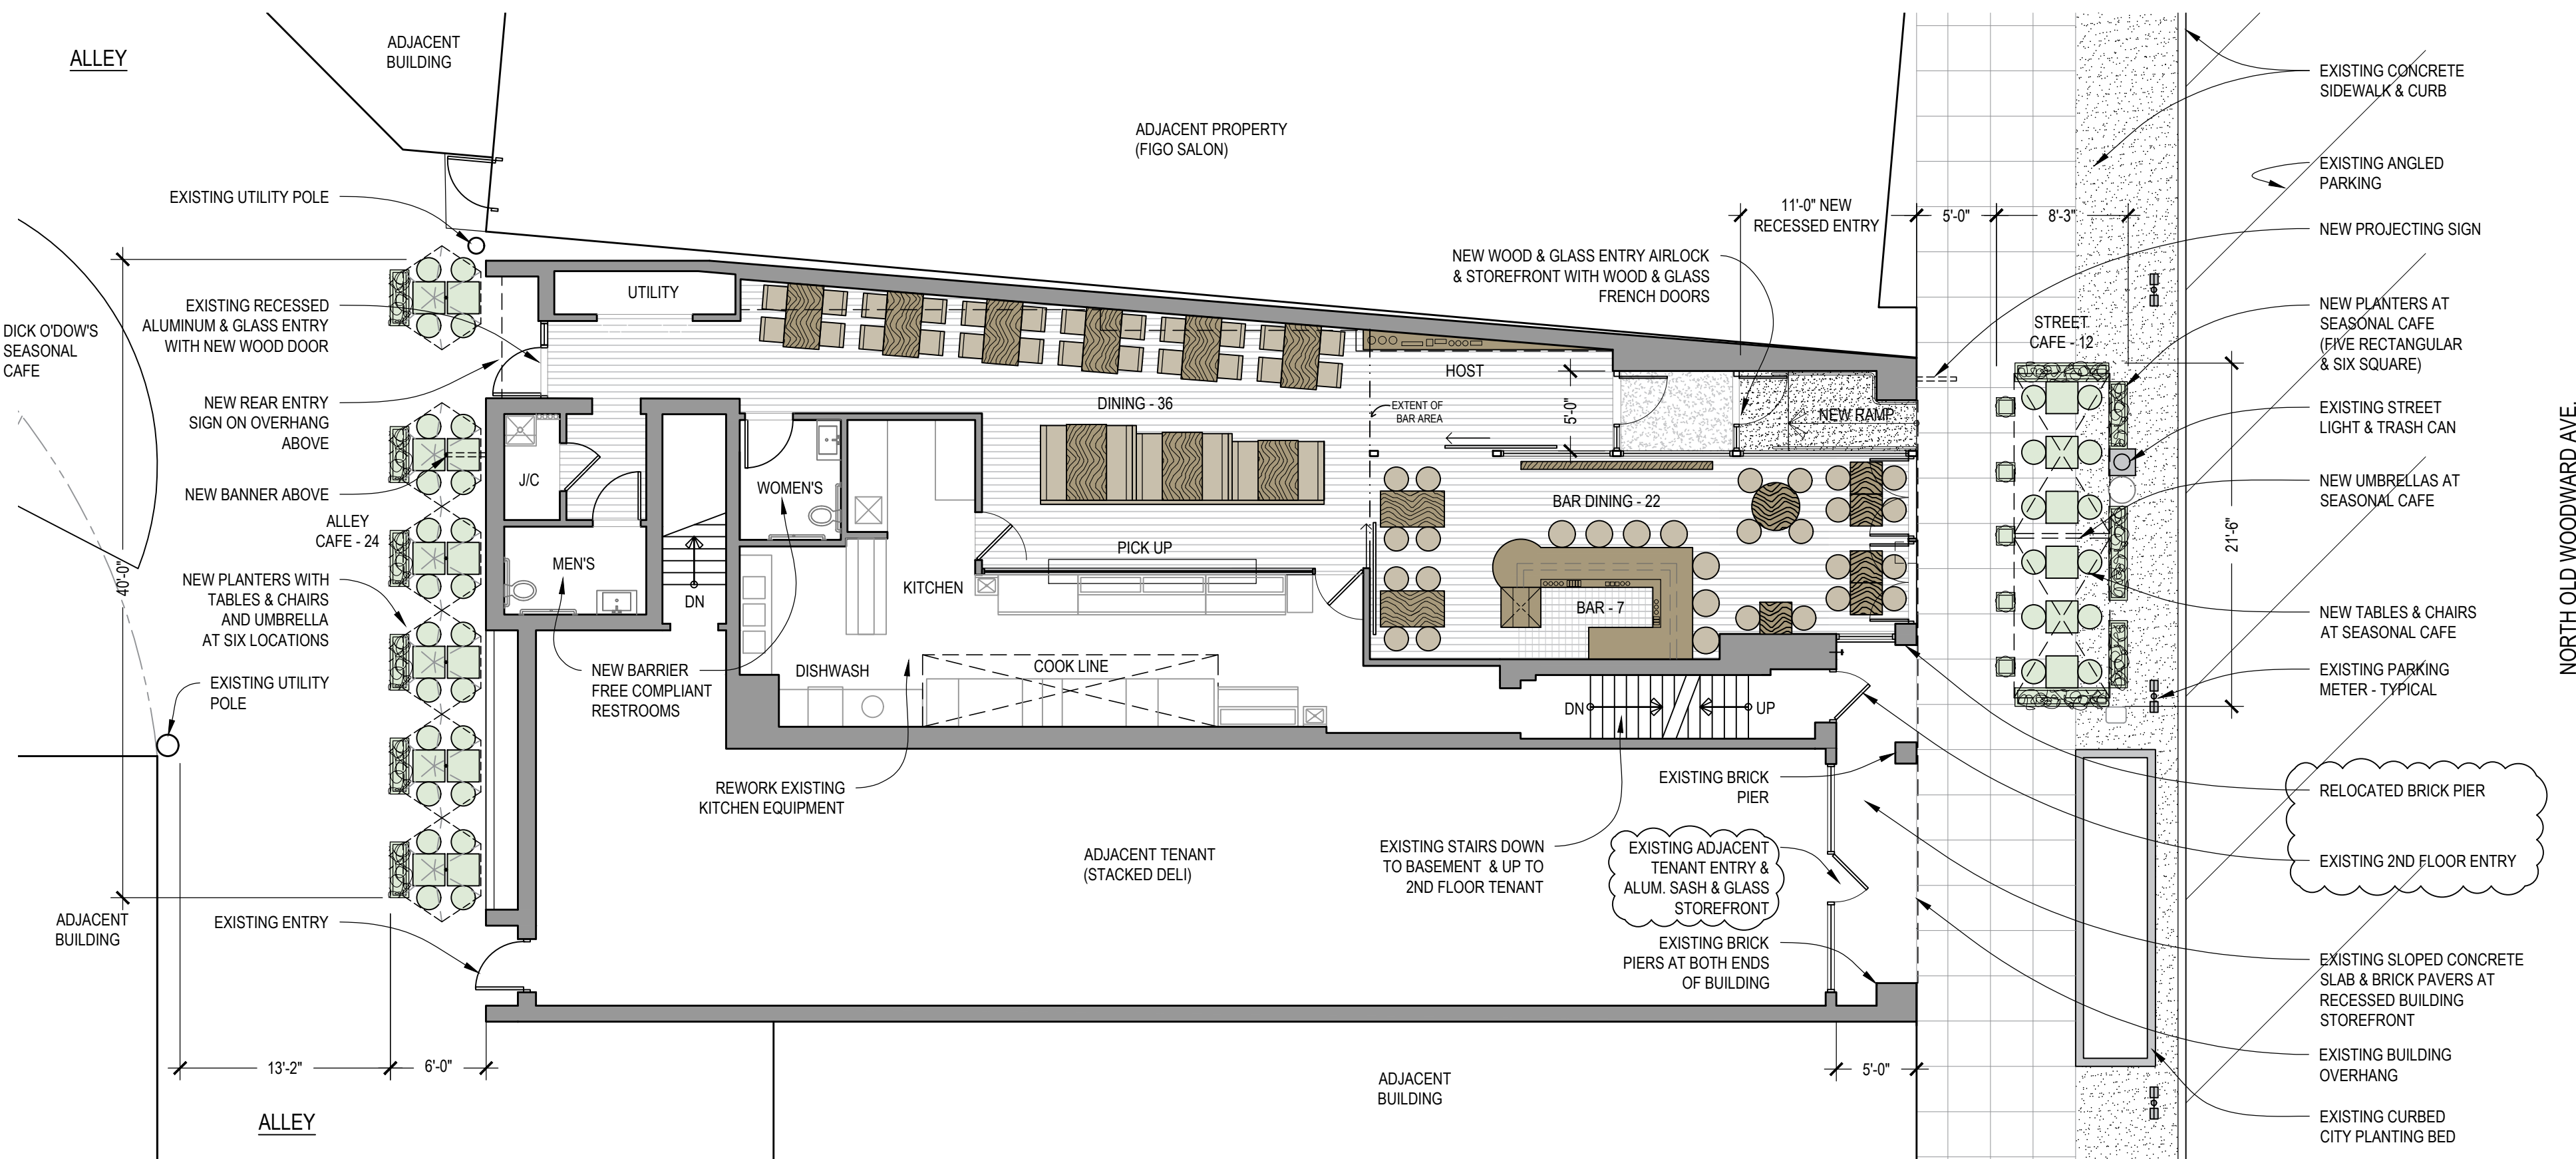 ALLEY
ADJACENT
BUILDING
EXISTING UTILITY POLE
EXISTING RECESSED
ALUMINUM & GLASS ENTRY
WITH NEW WOOD DOOR
DICK O'DOW'S
SEASONAL
CAFE
NEW REAR ENTRY
SIGN ON OVERHANG
ABOVE
NEW BANNER ABOVE
ALLEY
CAFE - 24
40'-0"
NEW PLANTERS WITH
TABLES & CHAIRS
AND UMBRELLA
AT SIX LOCATIONS
EXISTING UTILITY
POLE
ADJACENT
BUILDING
EXISTING ENTRY
13'-2"
6'-0"
ALLEY
ADJACENT PROPERTY
(FIGO SALON)
UTILITY
J/C
MEN'S
WOMEN'S
DN
NEW BARRIER
FREE COMPLIANT
RESTROOMS
DINING - 36
KITCHEN
PICK UP
DISHWASH
COOK LINE
REWORK EXISTING
KITCHEN EQUIPMENT
NEW WOOD & GLASS ENTRY AIRLOCK
& STOREFRONT WITH WOOD & GLASS
FRENCH DOORS
11'-0" NEW
RECESSED ENTRY
HOST
EXTENT OF
BAR AREA
5'-0"
NEW RAMP
BAR DINING - 22
BAR - 7
DN
UP
EXISTING STAIRS DOWN
TO BASEMENT & UP TO
2ND FLOOR TENANT
ADJACENT TENANT
(STACKED DELI)
EXISTING BRICK
PIER
EXISTING ADJACENT
TENANT ENTRY &
ALUM. SASH & GLASS
STOREFRONT
EXISTING BRICK
PIERS AT BOTH ENDS
OF BUILDING
5'-0"
ADJACENT
BUILDING
5'-0"
8'-3"
STREET
CAFE - 12
21'-6"
EXISTING CONCRETE
SIDEWALK & CURB
EXISTING ANGLED
PARKING
NEW PROJECTING SIGN
NEW PLANTERS AT
SEASONAL CAFE
(FIVE RECTANGULAR
& SIX SQUARE)
EXISTING STREET
LIGHT & TRASH CAN
NEW UMBRELLAS AT
SEASONAL CAFE
NEW TABLES & CHAIRS
AT SEASONAL CAFE
EXISTING PARKING
METER - TYPICAL
RELOCATED BRICK PIER
EXISTING 2ND FLOOR ENTRY
EXISTING SLOPED CONCRETE
SLAB & BRICK PAVERS AT
RECESSED BUILDING
STOREFRONT
EXISTING BUILDING
OVERHANG
EXISTING CURBED
CITY PLANTING BED
NORTH OLD WOODWARD AVE.